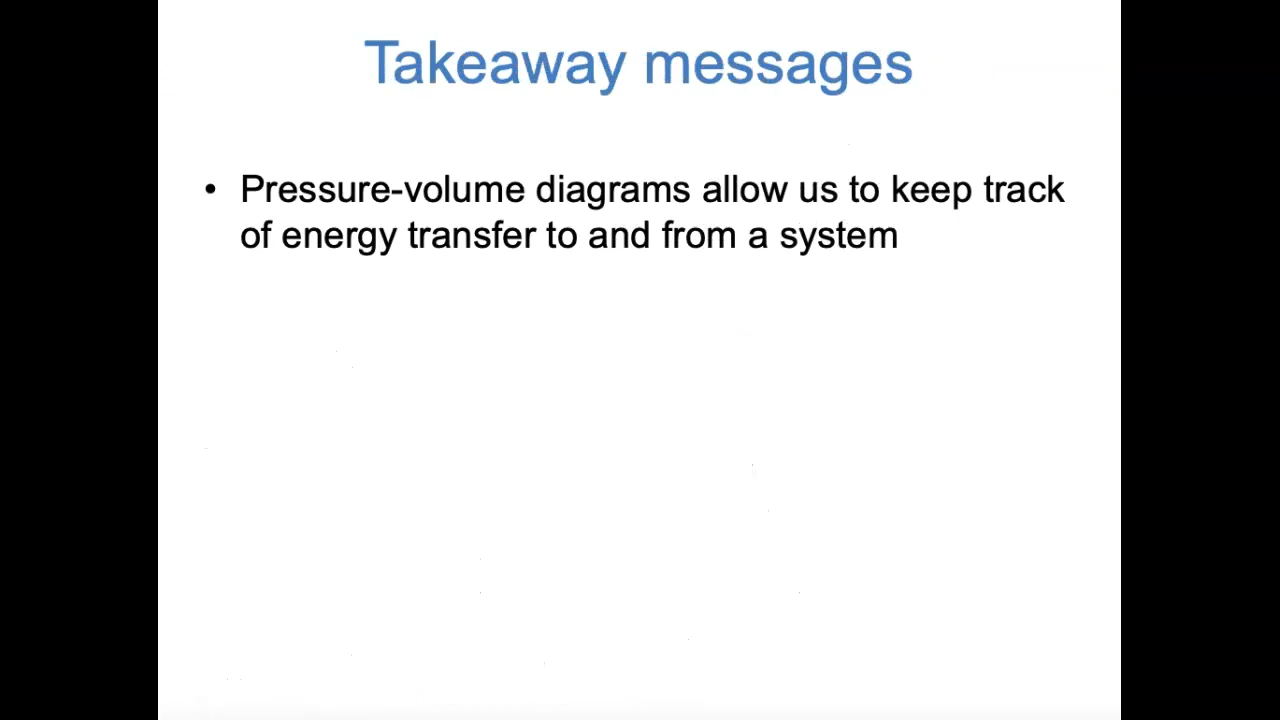 Takeaway messages
• Pressure-volume diagrams allow us to keep track
of energy transfer to and from a system